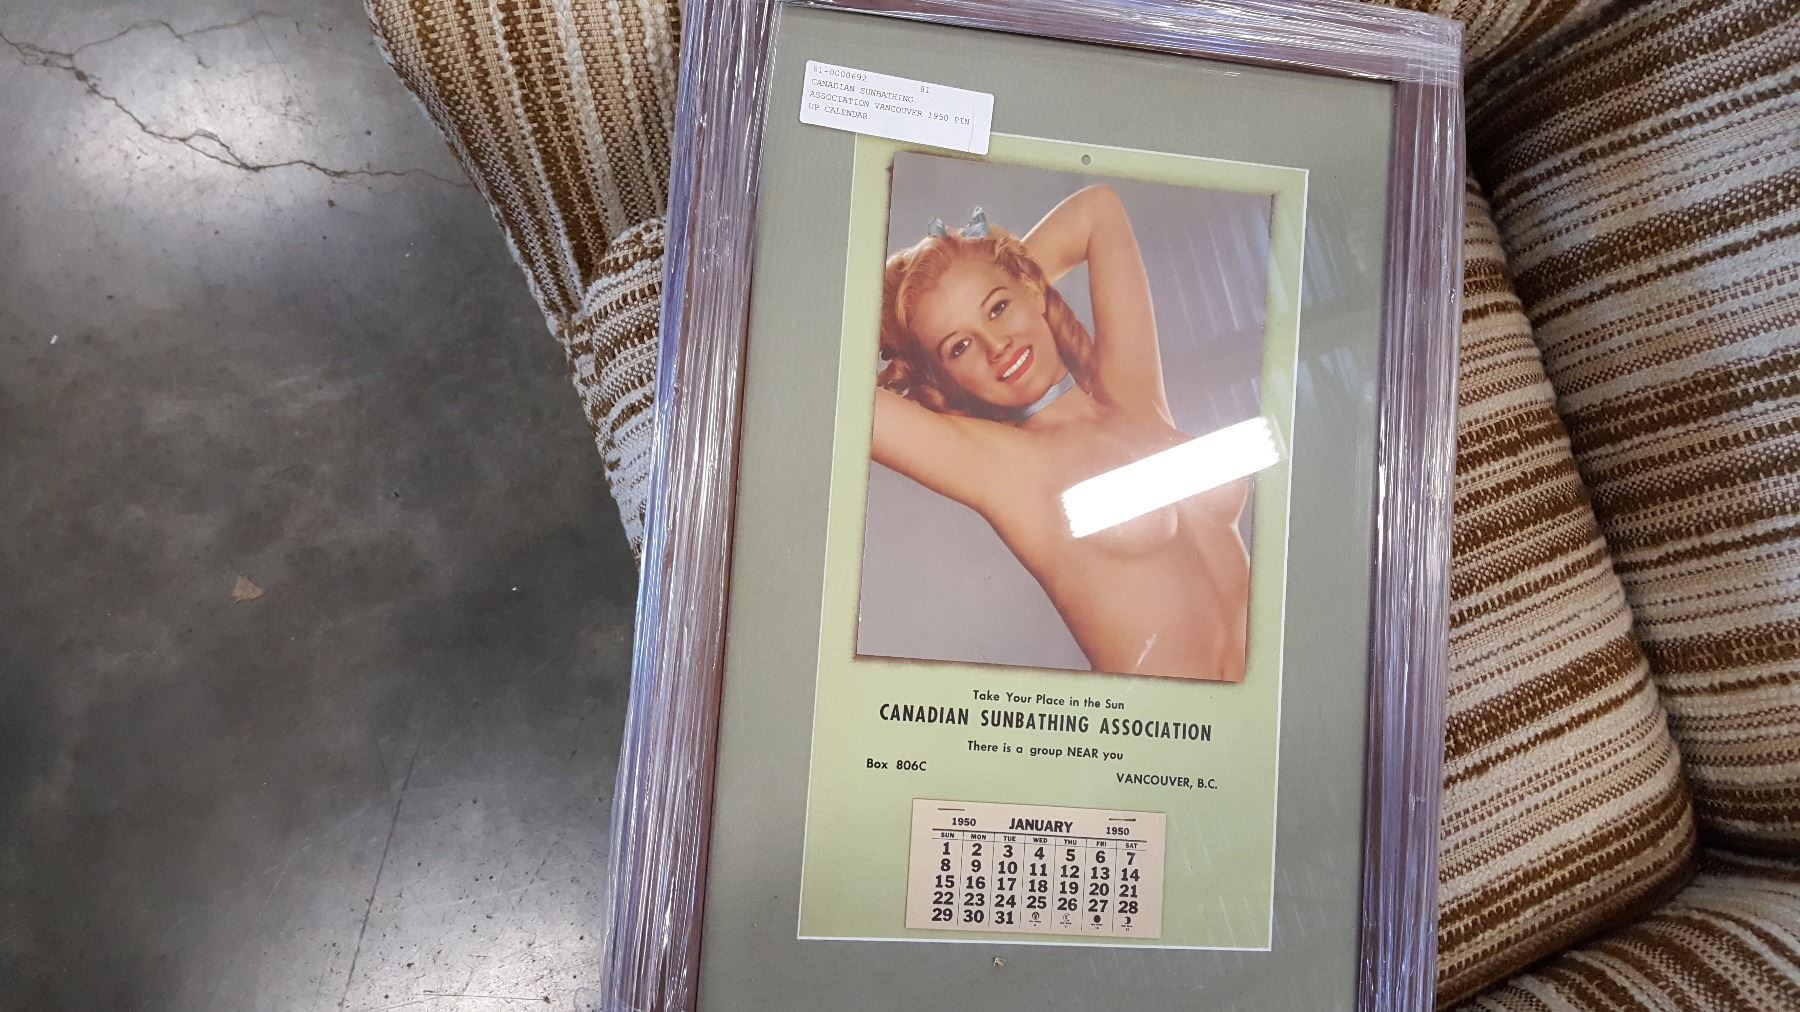 81-0000692 81
CANADIAN SUNBATHING
ASSOCIATION VANCOUVER 1950 PIN
UP CALENDAR
Take Your Place in the Sun
CANADIAN SUNBATHING ASSOCIATION
There is a group NEAR you
Box 806C
VANCOUVER, B.C.
1950 JANUARY 1950
SUN MON TUE WED THU FRI SAT
1 2 3 4 5 6 7
8 9 10 11 12 13 14
15 16 17 18 19 20 21
22 23 24 25 26 27 28
29 30 31